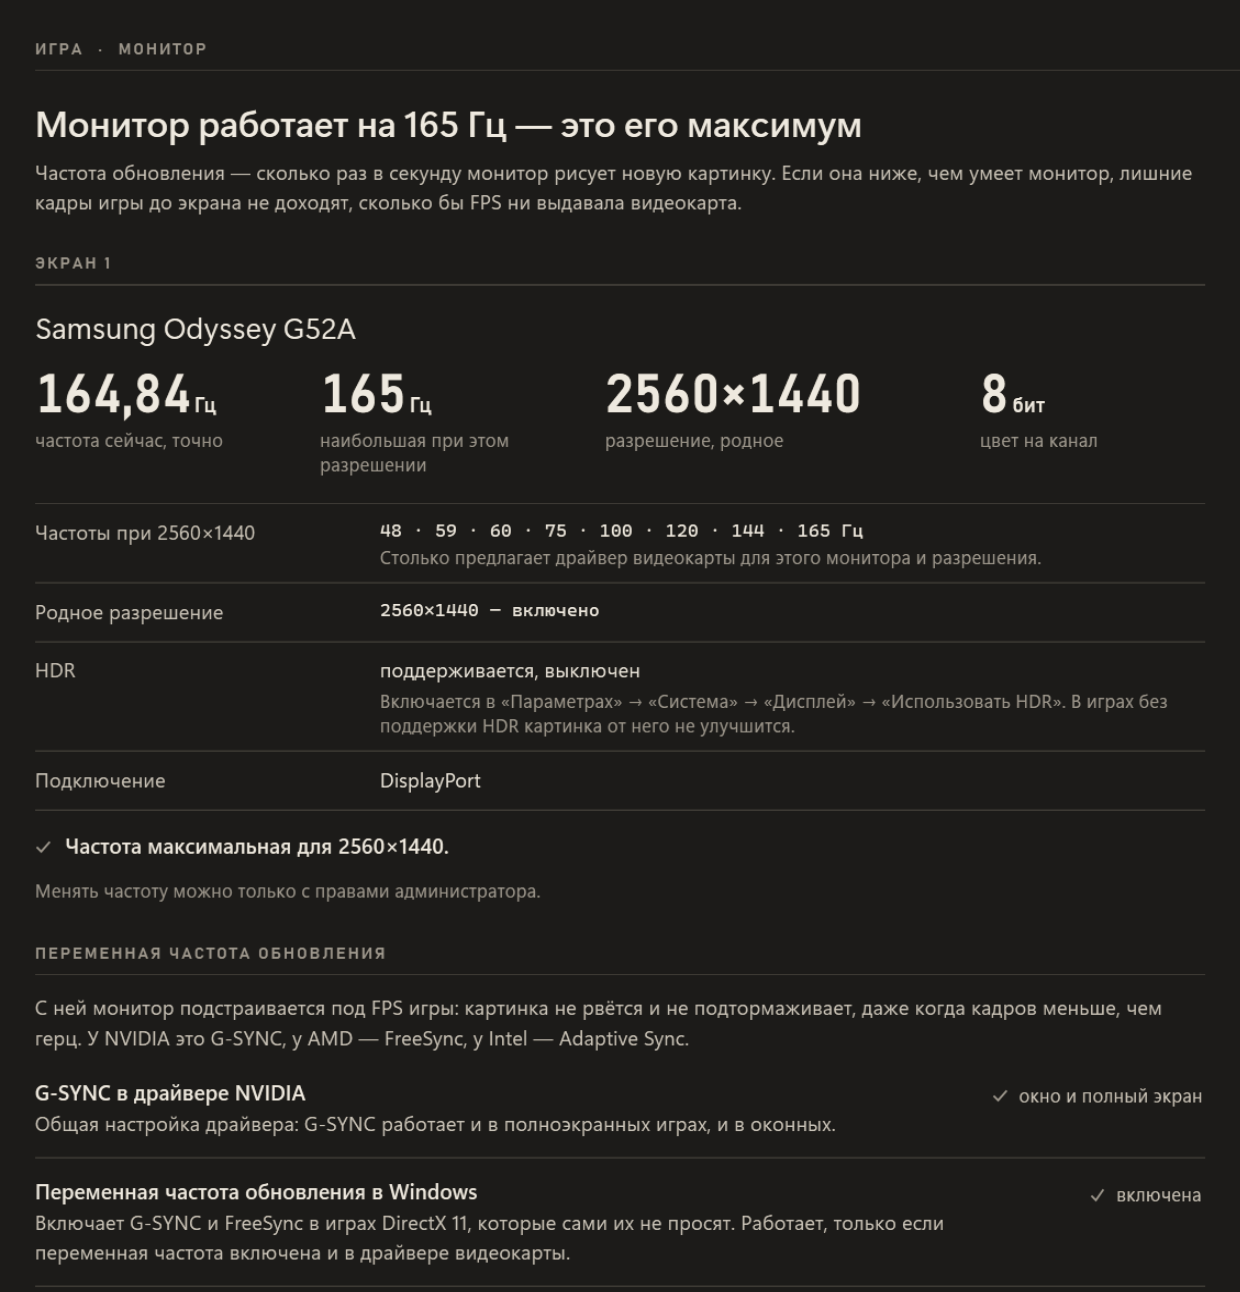 ИГРА · МОНИТОР
Монитор работает на 165 Гц — это его максимум
Частота обновления — сколько раз в секунду монитор рисует новую картинку. Если она ниже, чем умеет монитор, лишние
кадры игры до экрана не доходят, сколько бы FPS ни выдавала видеокарта.
ЭКРАН 1
Samsung Odyssey G52A
164,84 Гц
частота сейчас, точно
165 Гц
наибольшая при этом
разрешении
2560×1440
разрешение, родное
8 бит
цвет на канал
Частоты при 2560×1440
48 · 59 · 60 · 75 · 100 · 120 · 144 · 165 Гц
Столько предлагает драйвер видеокарты для этого монитора и разрешения.
Родное разрешение
2560×1440 — включено
HDR
поддерживается, выключен
Включается в «Параметрах» → «Система» → «Дисплей» → «Использовать HDR». В играх без
поддержки HDR картинка от него не улучшится.
Подключение
DisplayPort
✓ Частота максимальная для 2560×1440.
Менять частоту можно только с правами администратора.
ПЕРЕМЕННАЯ ЧАСТОТА ОБНОВЛЕНИЯ
С ней монитор подстраивается под FPS игры: картинка не рвётся и не подтормаживает, даже когда кадров меньше, чем
герц. У NVIDIA это G-SYNC, у AMD — FreeSync, у Intel — Adaptive Sync.
G-SYNC в драйвере NVIDIA
✓ окно и полный экран
Общая настройка драйвера: G-SYNC работает и в полноэкранных играх, и в оконных.
Переменная частота обновления в Windows
✓ включена
Включает G-SYNC и FreeSync в играх DirectX 11, которые сами их не просят. Работает, только если
переменная частота включена и в драйвере видеокарты.